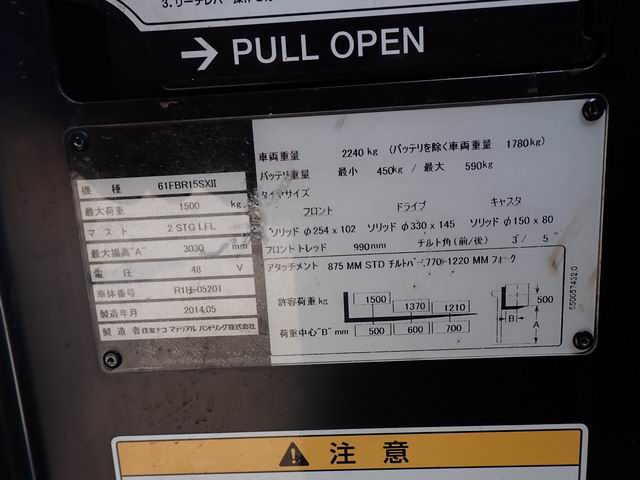 → PULL OPEN
機 種 61FBR15SXⅡ
最大荷重 1500 kg
マスト 2 STG LFL
最大揚高"A" 3030 mm
電 圧 48 V
車体番号 R1H-05201
製造年月 2014.05
製造者 住友ナコ マテリアル ハンドリング株式会社
車両重量 2240 kg (バッテリを除く車両重量 1780kg)
バッテリ重量 最小 450kg / 最大 590kg
タイヤサイズ
フロント ドライブ キャスタ
ソリッド φ254 x 102 ソリッド φ330 x 145 ソリッド φ150 x 80
フロント トレッド 990mm チルト角(前/後) 3゜/ 5゜
アタッチメント 875 MM STD チルトバー,770-1220 MM フォーク
許容荷重 kg 1500 1370 1210
荷重中心"B" mm 500 600 700
500
B
A
550057432.0
⚠ 注 意